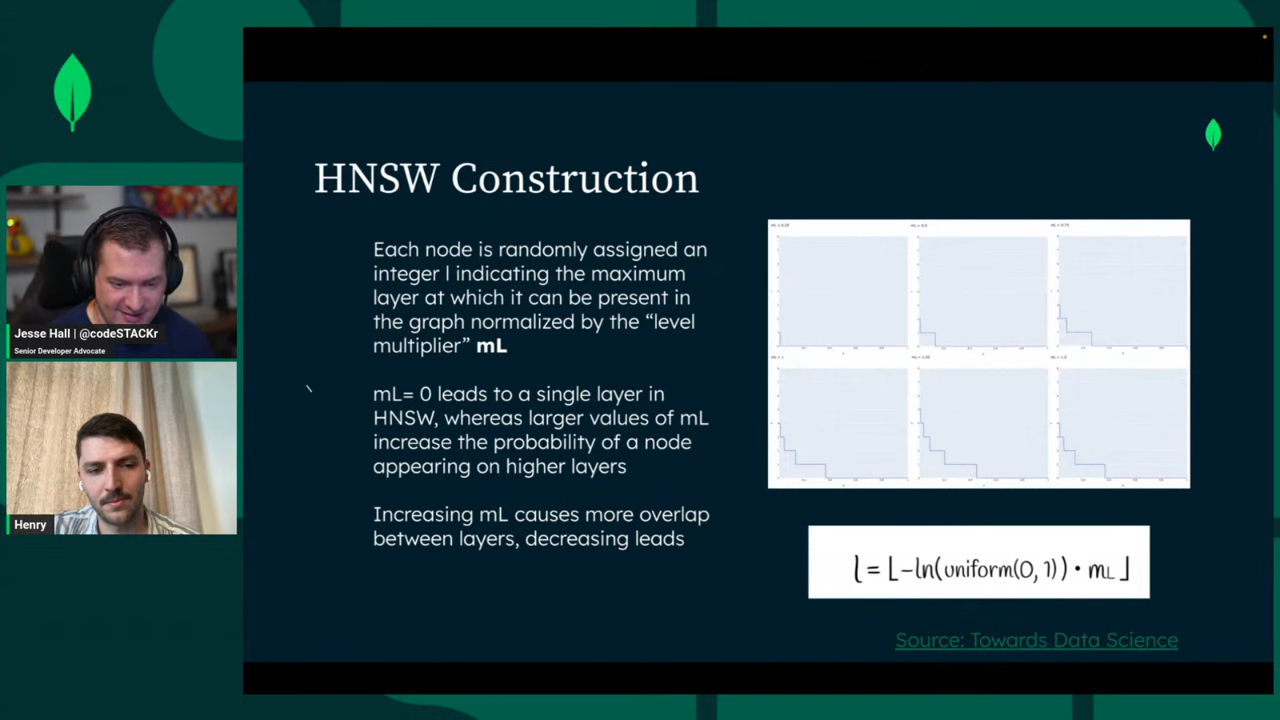 HNSW Construction
Each node is randomly assigned an
integer l indicating the maximum
layer at which it can be present in
the graph normalized by the “level
multiplier” mL
mL= 0 leads to a single layer in
HNSW, whereas larger values of mL
increase the probability of a node
appearing on higher layers
Increasing mL causes more overlap
between layers, decreasing leads
l = ⌊-ln(uniform(0, 1)) • mL⌋
Source: Towards Data Science
Jesse Hall | @codeSTACKr
Senior Developer Advocate
Henry